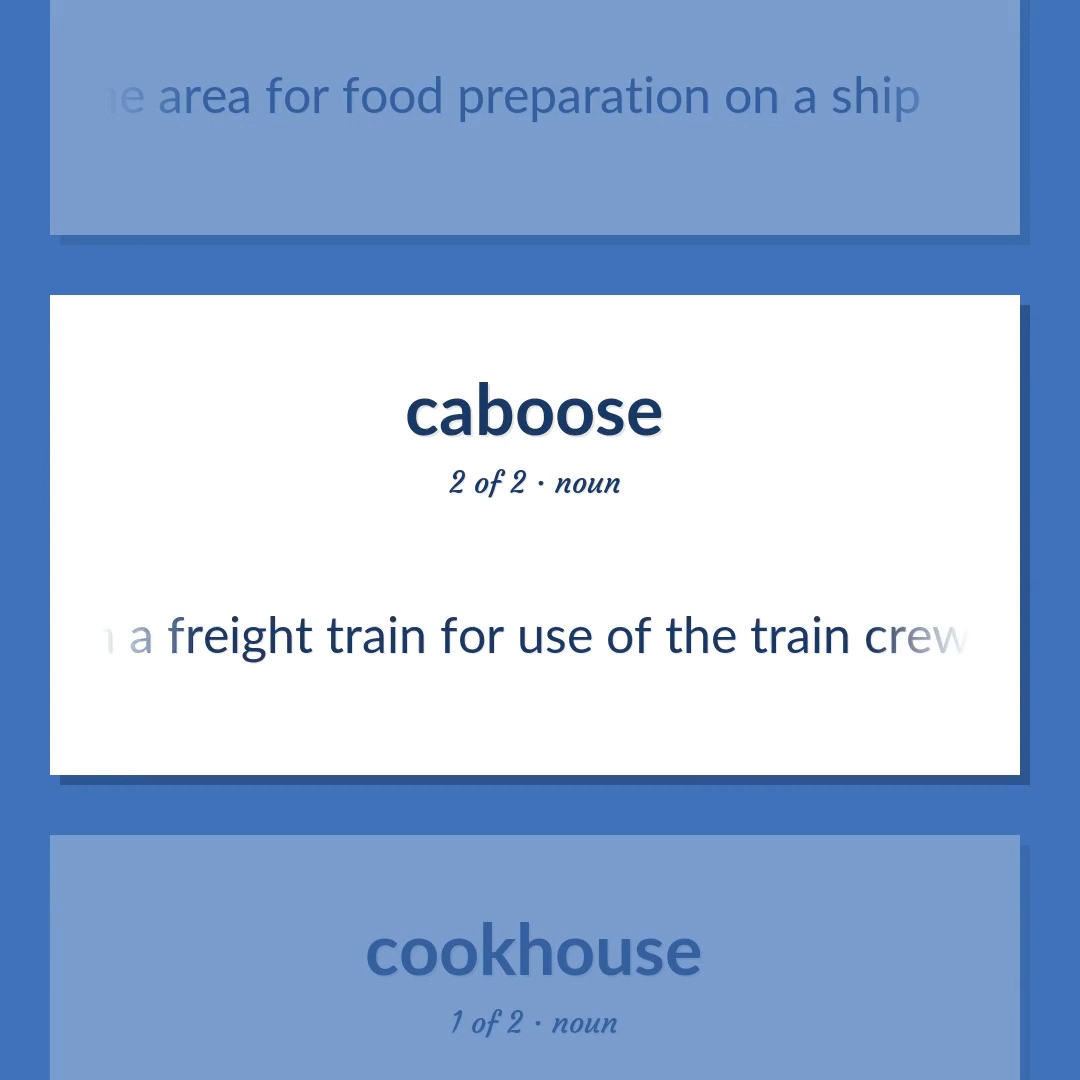 area for food preparation on a ship
caboose
2 of 2 · noun
a freight train for use of the train crew
cookhouse
1 of 2 · noun